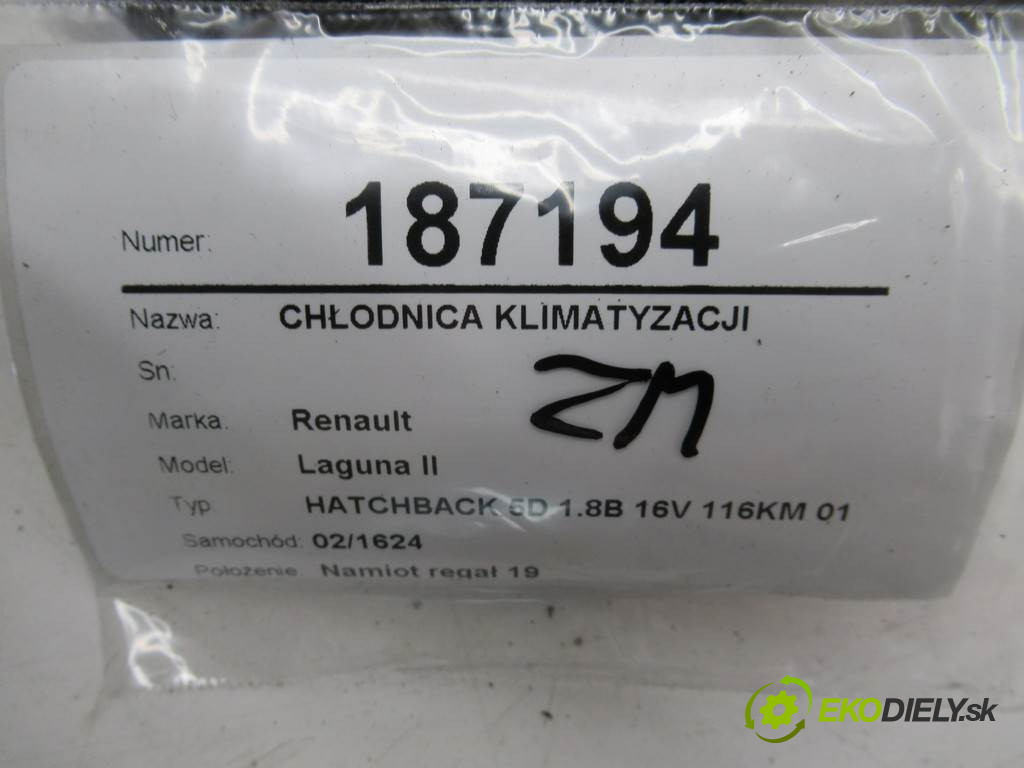 Numer: 187194
Nazwa: CHŁODNICA KLIMATYZACJI
Sn:
ZM
Marka: Renault
Model: Laguna II
Typ: HATCHBACK 5D 1.8B 16V 116KM 01
Samochód: 02/1624
Położenie: Namiot regał 19
EKODIELY.sk